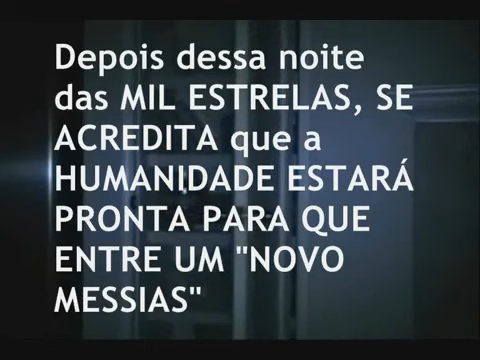 Depois dessa noite
das MIL ESTRELAS, SE
ACREDITA que a
HUMANIDADE ESTARÁ
PRONTA PARA QUE
ENTRE UM "NOVO
MESSIAS"